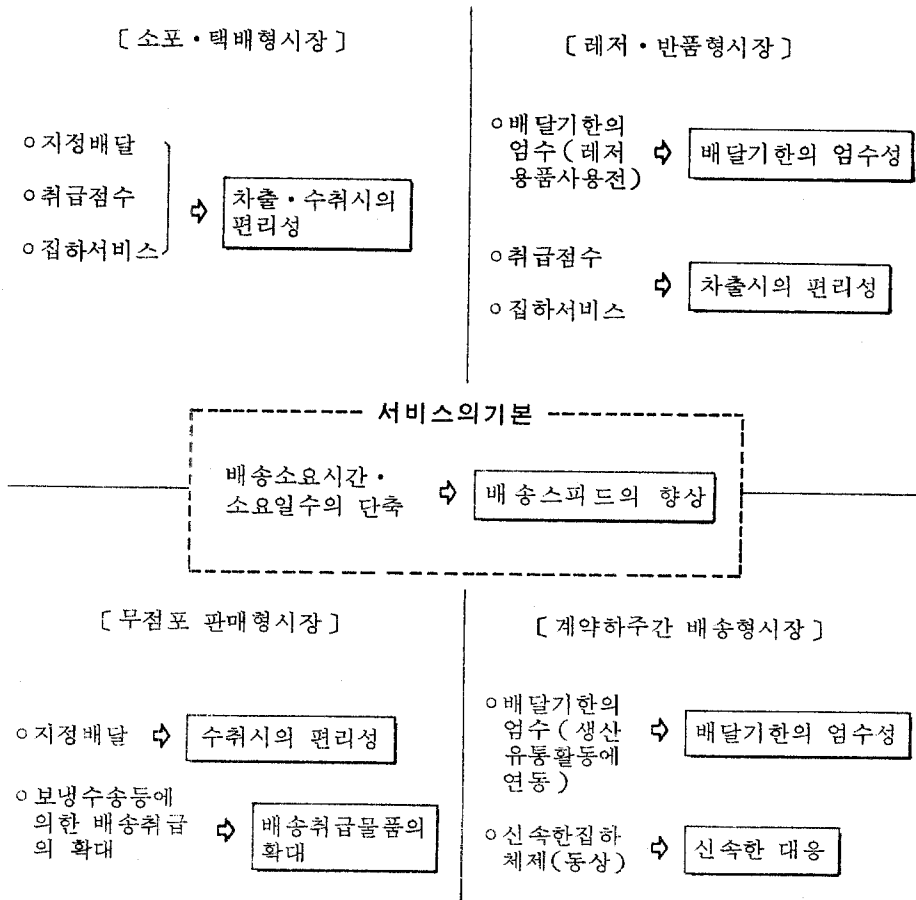 [소포・택배형시장]
○지정배달
○취급점수
○집하서비스
⇨
차출・수취시의
편리성
[레저・반품형시장]
○배달기한의
엄수(레저
용품사용전)
⇨
배달기한의 엄수성
○취급점수
○집하서비스
⇨
차출시의 편리성
서비스의기본
배송소요시간・
소요일수의 단축
⇨
배송스피드의 향상
[무점포 판매형시장]
○지정배달
⇨
수취시의 편리성
○보냉수송등에
의한 배송취급
의 확대
⇨
배송취급물품의
확대
[계약하주간 배송형시장]
○배달기한의
엄수(생산
유통활동에
연동)
⇨
배달기한의 엄수성
○신속한집하
체제(동상)
⇨
신속한 대응